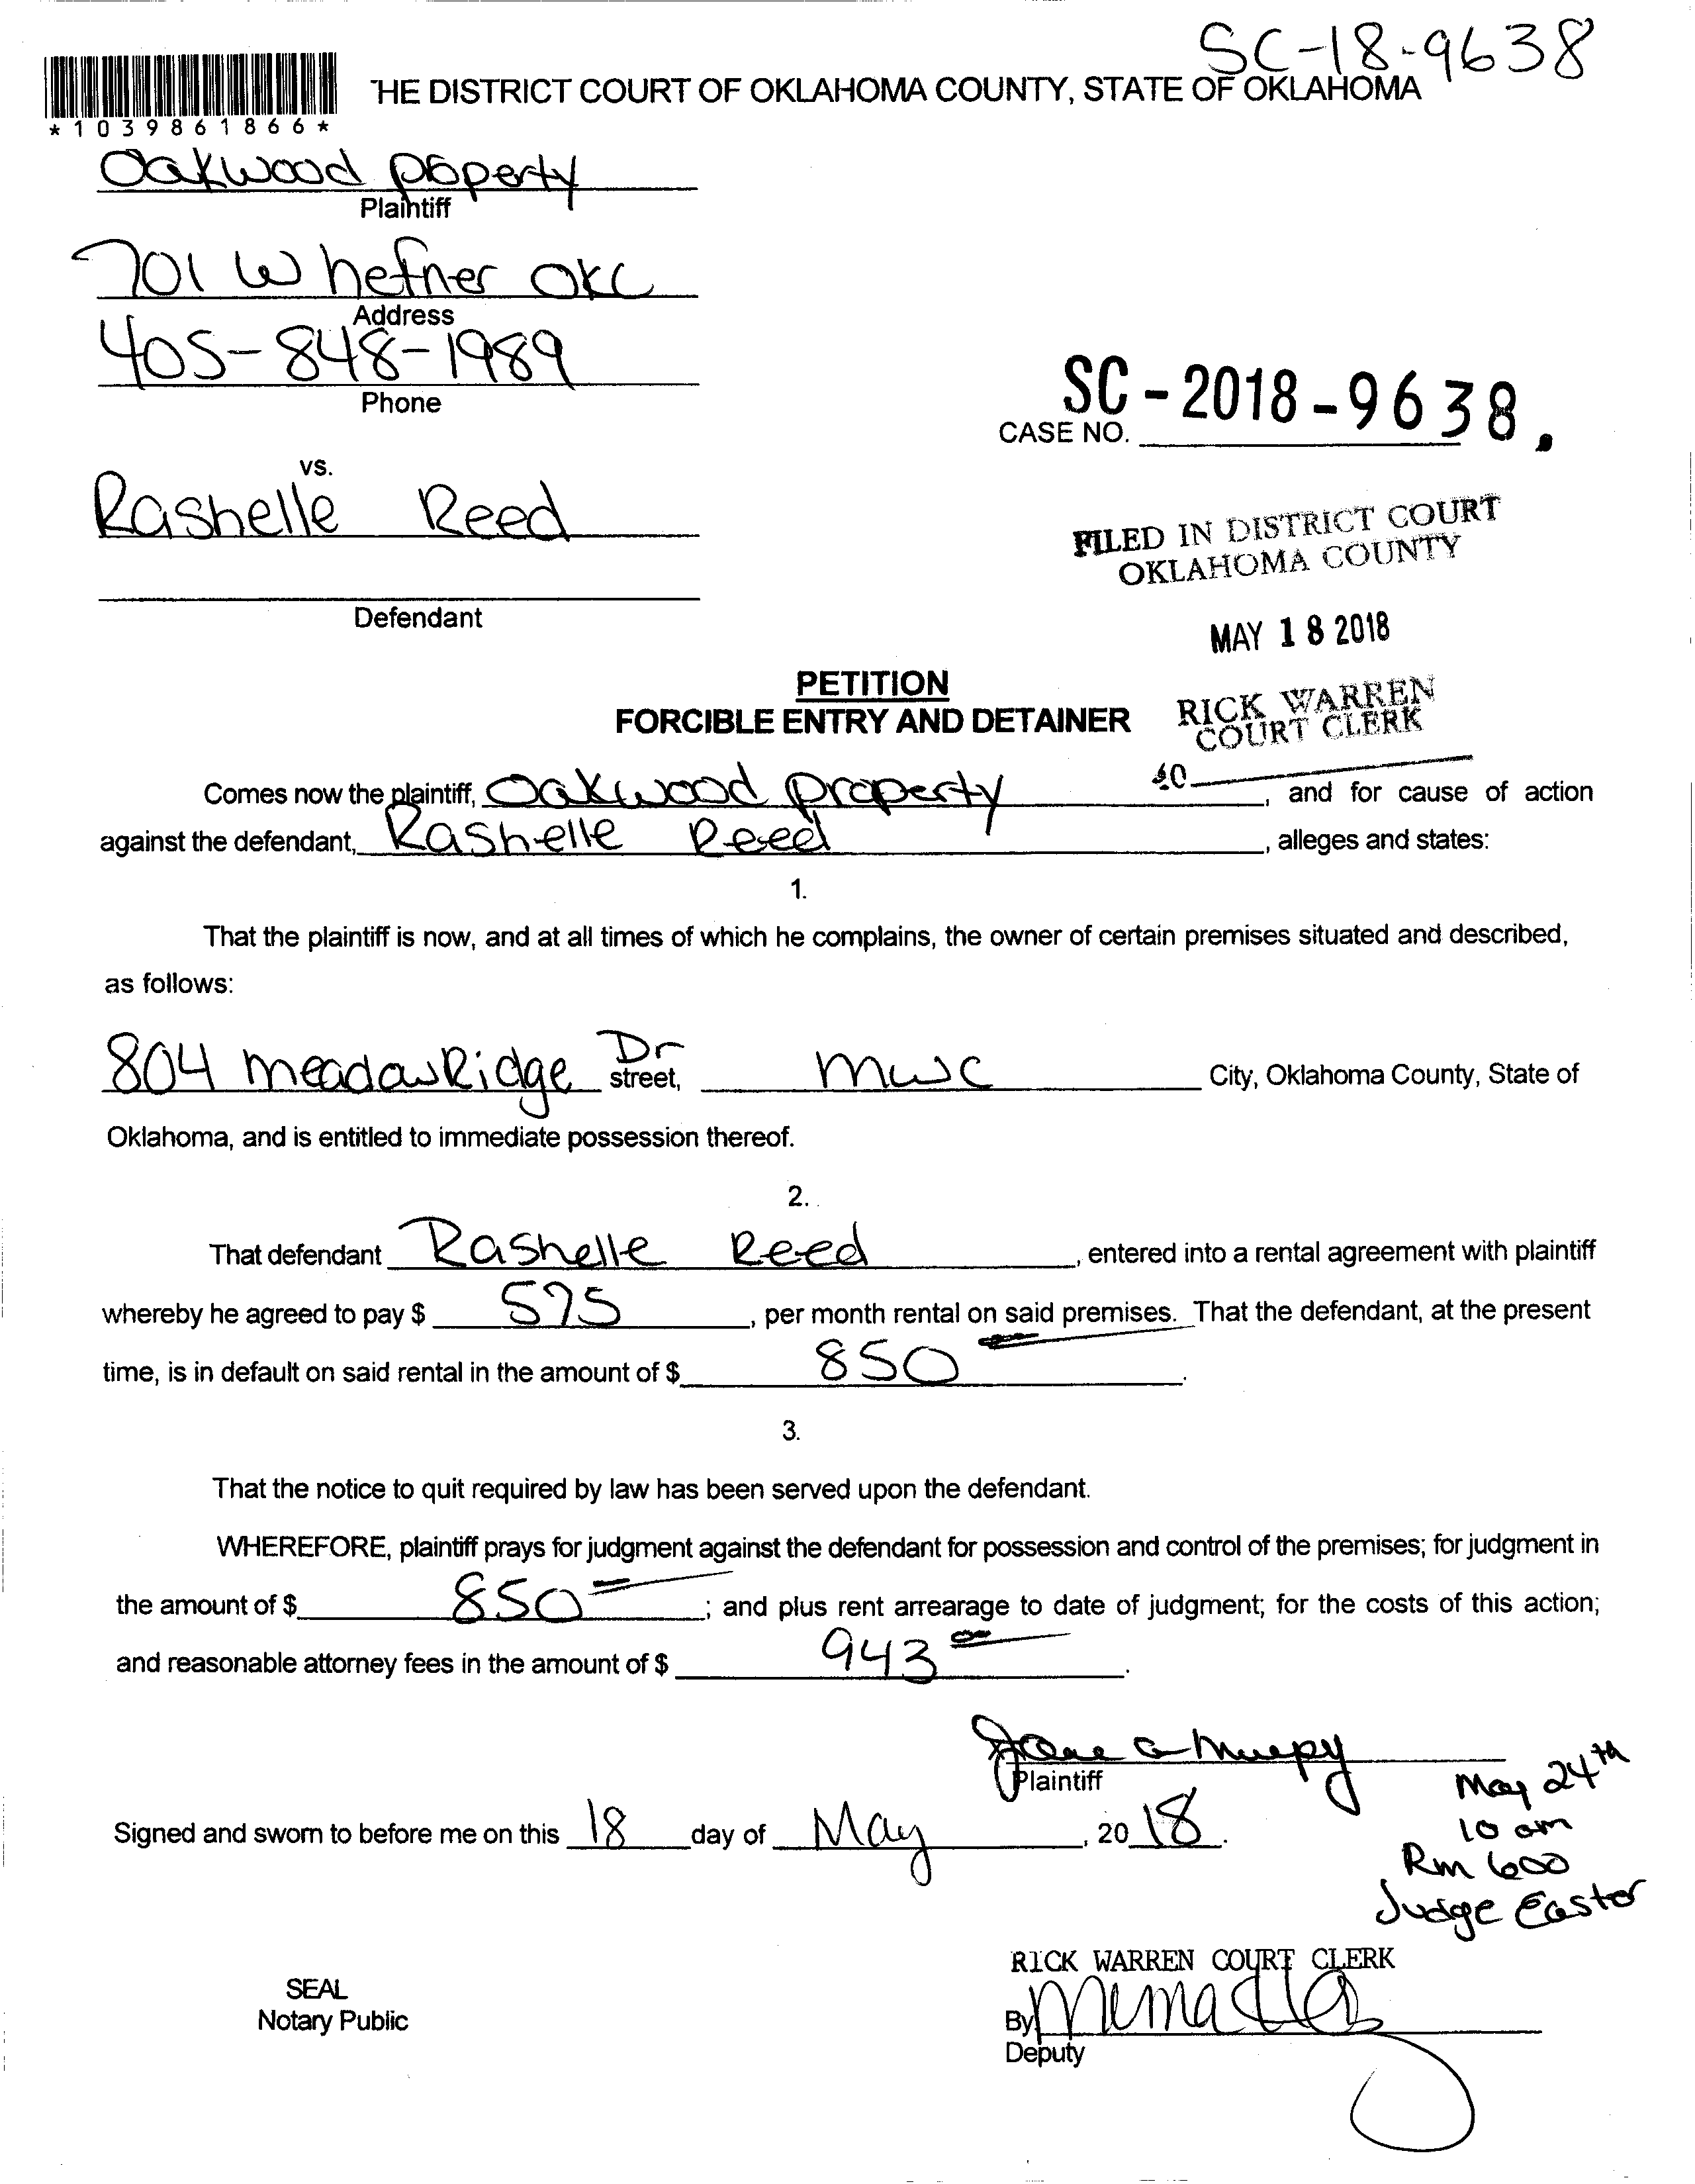 SC-18-9638
THE DISTRICT COURT OF OKLAHOMA COUNTY, STATE OF OKLAHOMA
*1039861866*
Oakwood property
Plaintiff
701 W hefner OKC
Address
405-848-1989
Phone
SC-2018-9638.
CASE NO.
vs.
Rashelle Reed
FILED IN DISTRICT COURT
OKLAHOMA COUNTY
Defendant
MAY 18 2018
PETITION
FORCIBLE ENTRY AND DETAINER
RICK WARREN
COURT CLERK
40
Comes now the plaintiff, Oakwood property, and for cause of action
against the defendant, Rashelle Reed, alleges and states:
1.
That the plaintiff is now, and at all times of which he complains, the owner of certain premises situated and described,
as follows:
804 meadowRidge Dr street, mwc City, Oklahoma County, State of
Oklahoma, and is entitled to immediate possession thereof.
2.
That defendant Rashelle Reed, entered into a rental agreement with plaintiff
whereby he agreed to pay $ 575, per month rental on said premises. That the defendant, at the present
time, is in default on said rental in the amount of $ 850.
3.
That the notice to quit required by law has been served upon the defendant.
WHEREFORE, plaintiff prays for judgment against the defendant for possession and control of the premises; for judgment in
the amount of $ 850; and plus rent arrearage to date of judgment; for the costs of this action;
and reasonable attorney fees in the amount of $ 943 00.
Plaintiff
May 24th
10 am
Rm 600
Judge Easter
Signed and sworn to before me on this 18 day of May, 2018.
RICK WARREN COURT CLERK
SEAL
Notary Public
By
Deputy